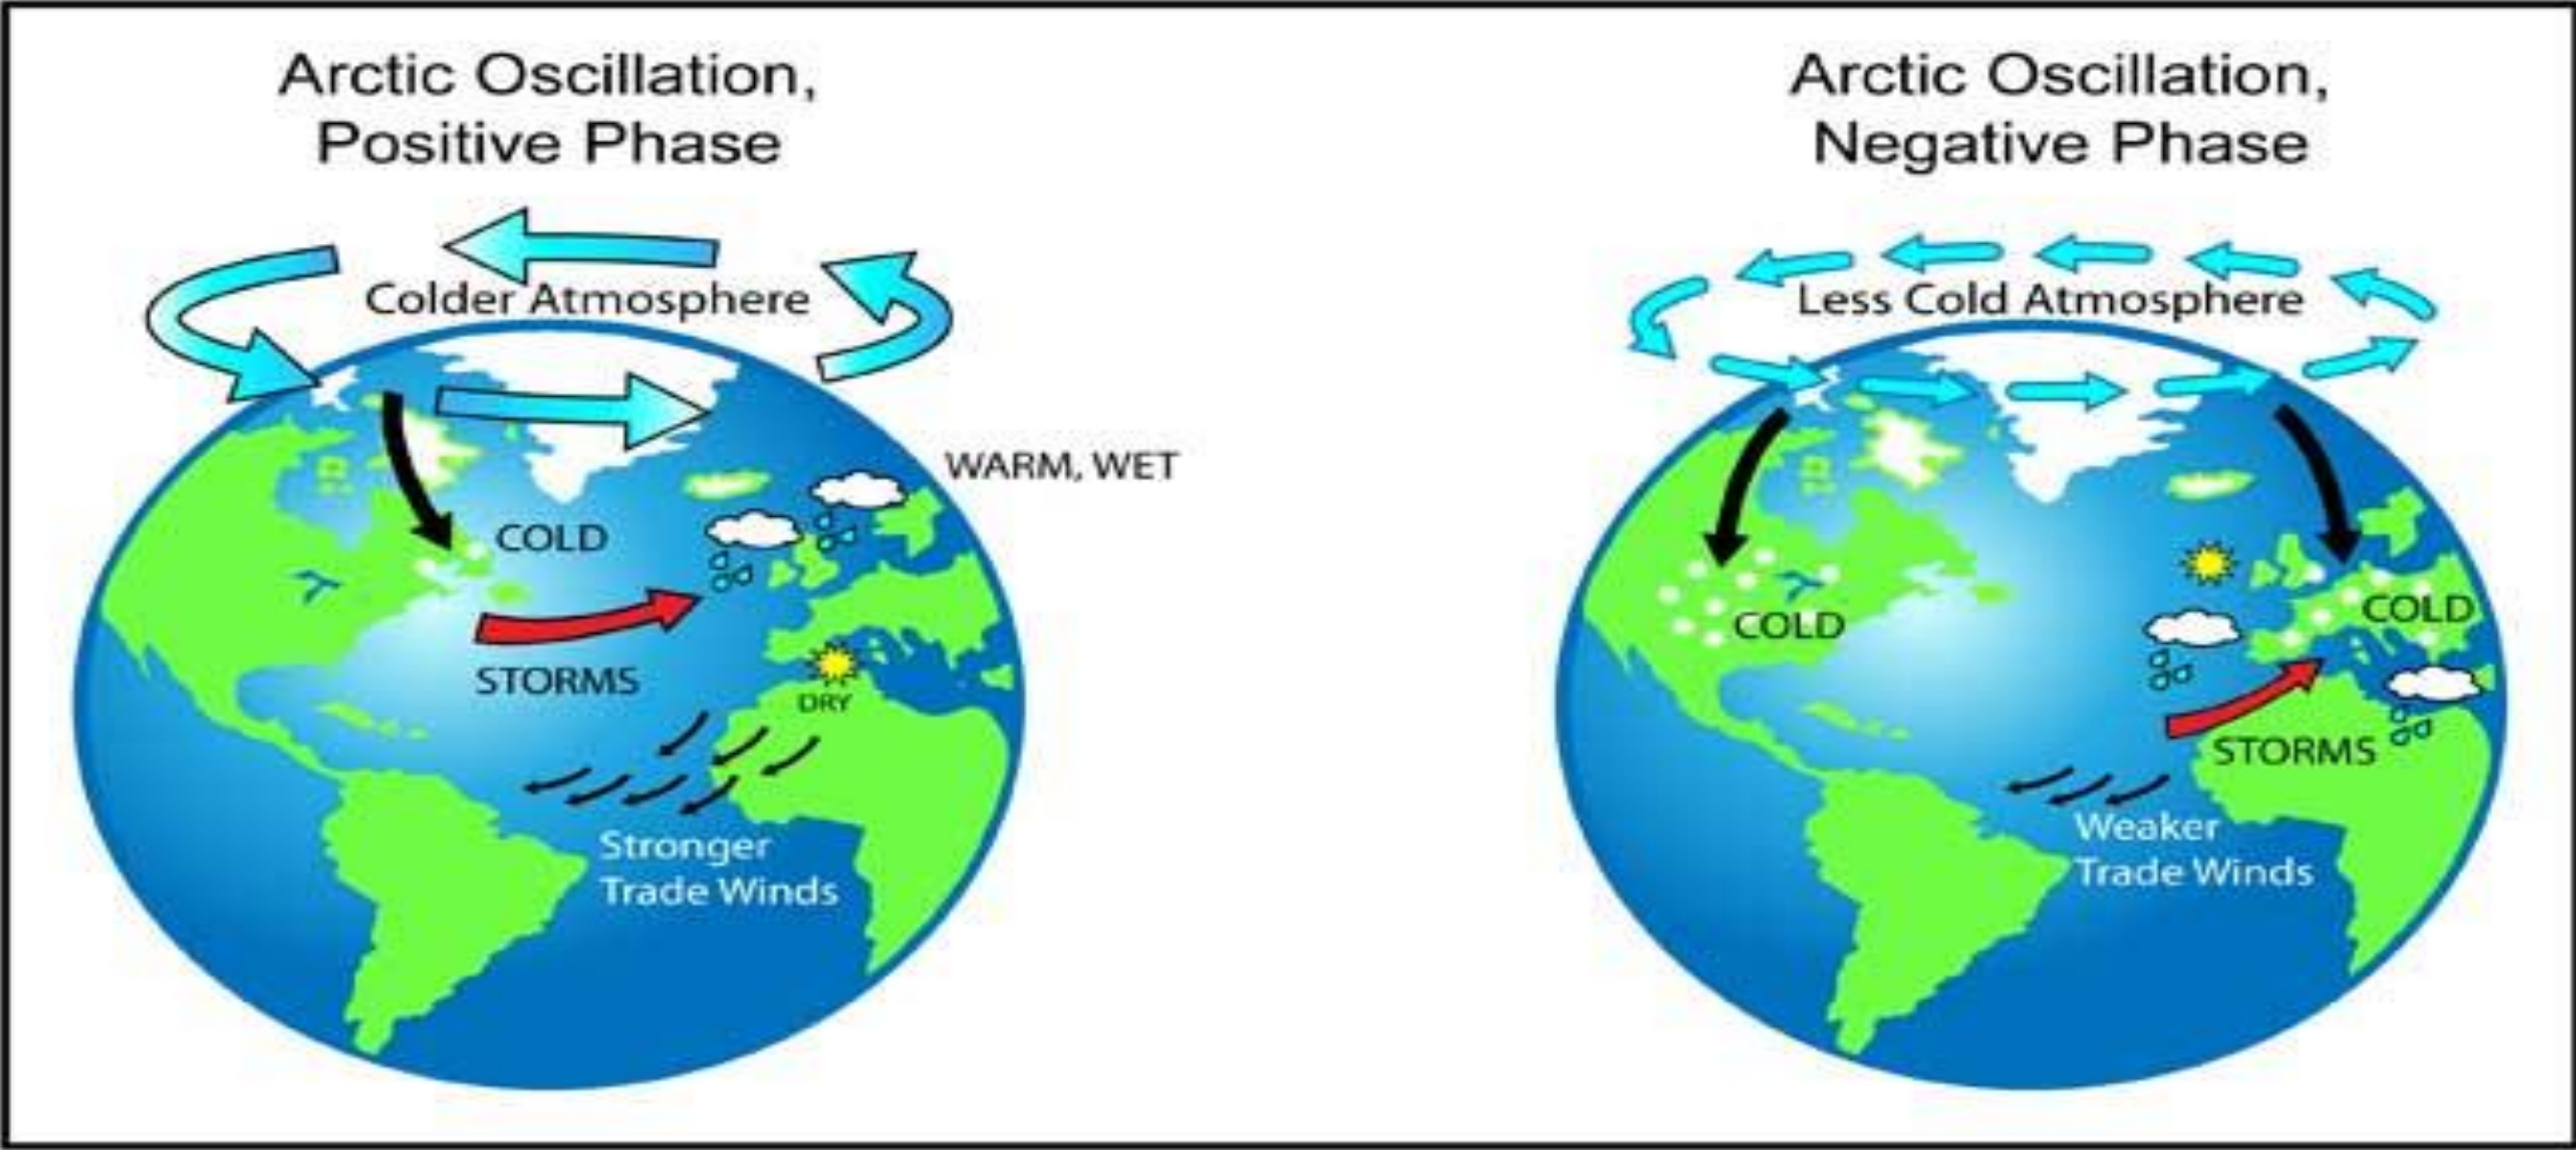 Arctic Oscillation,
Positive Phase
Colder Atmosphere
WARM, WET
COLD
STORMS
DRY
Stronger
Trade Winds
Arctic Oscillation,
Negative Phase
Less Cold Atmosphere
COLD
COLD
STORMS
Weaker
Trade Winds